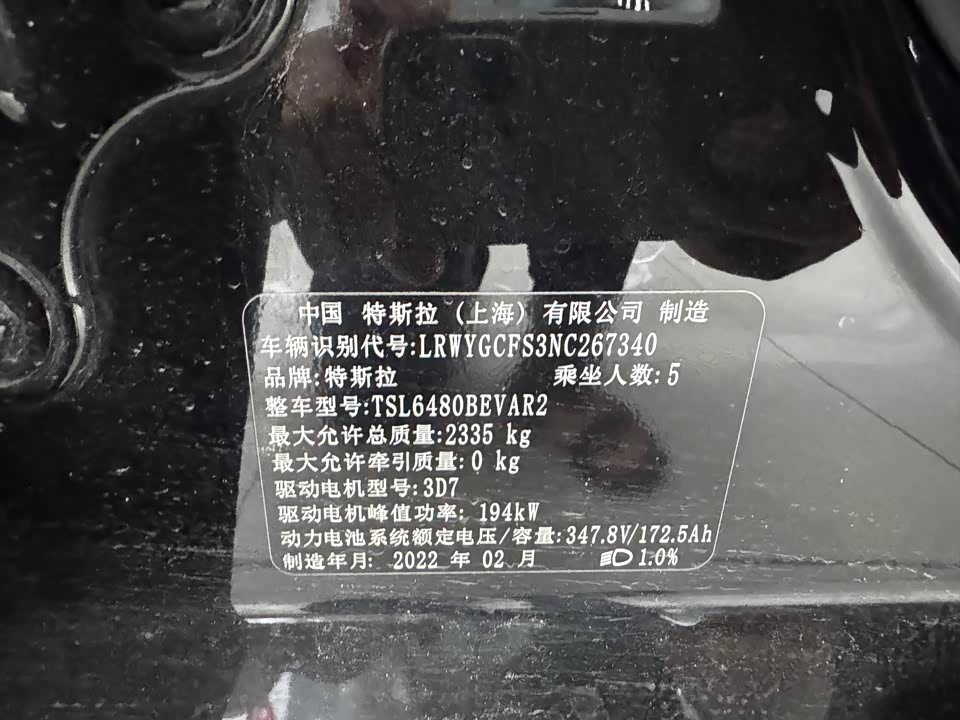 中国 特斯拉（上海）有限公司 制造
车辆识别代号:LRWYGCFS3NC267340
品牌:特斯拉 乘坐人数:5
整车型号:TSL6480BEVAR2
最大允许总质量:2335 kg
最大允许牵引质量:0 kg
驱动电机型号:3D7
驱动电机峰值功率: 194kW
动力电池系统额定电压/容量:347.8V/172.5Ah
制造年月: 2022 年 02 月 1.0%